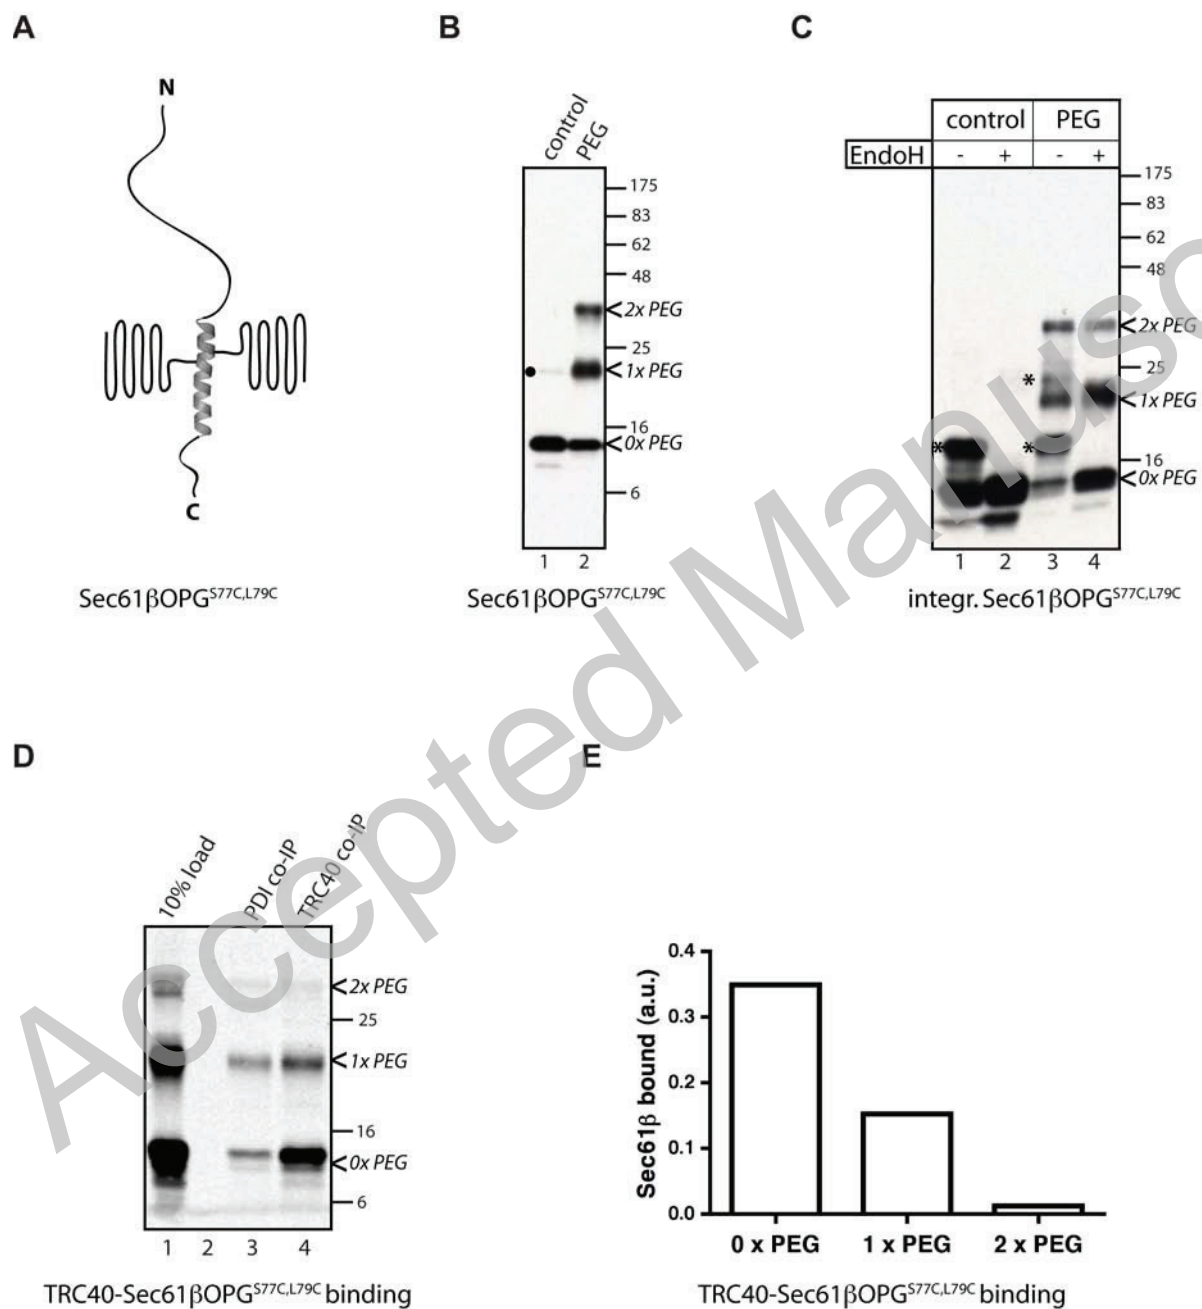 A
N
C
Sec61βOPG^S77C,L79C
B
control
PEG
175
83
62
48
2x PEG
25
1x PEG
16
0x PEG
6
1 2
Sec61βOPG^S77C,L79C
C
control PEG
EndoH - + - +
175
83
62
48
2x PEG
*
25
1x PEG
* *
16
0x PEG
1 2 3 4
integr. Sec61βOPG^S77C,L79C
D
10% load
PDI co-IP
TRC40 co-IP
2x PEG
25
1x PEG
16
0x PEG
6
1 2 3 4
TRC40-Sec61βOPG^S77C,L79C binding
E
Sec61β bound (a.u.)
0.4
0.3
0.2
0.1
0.0
0 x PEG 1 x PEG 2 x PEG
TRC40-Sec61βOPG^S77C,L79C binding
Accepted Manusc